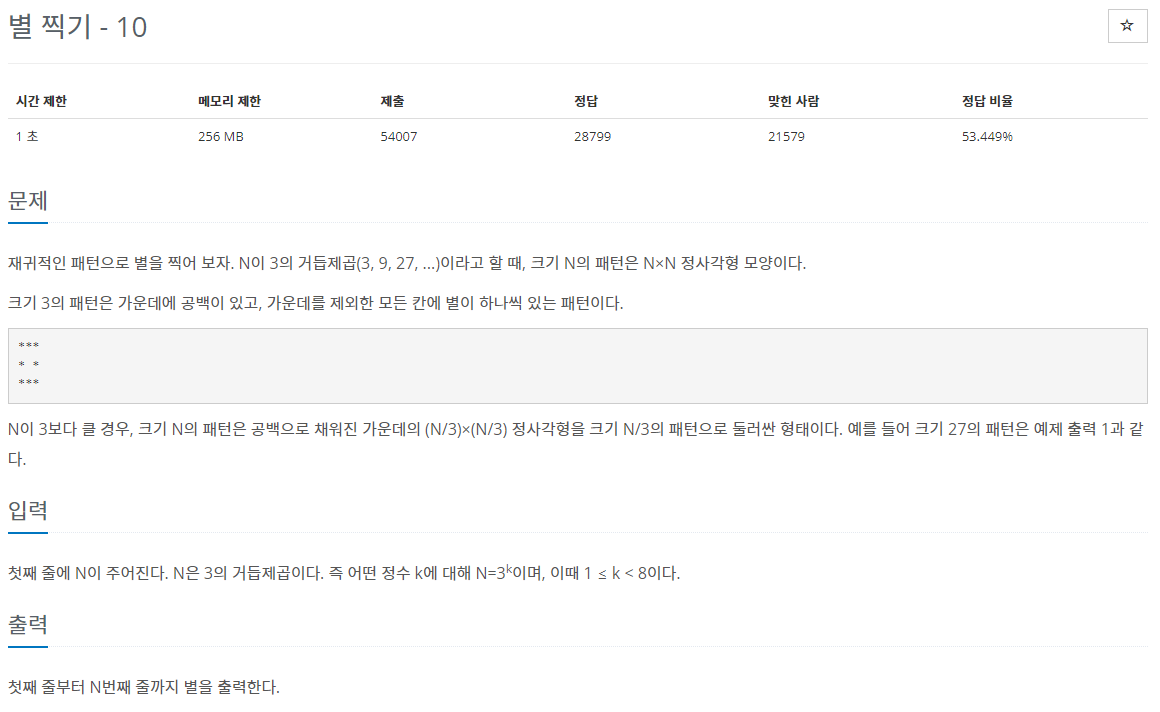 별 찍기 - 10
☆
시간 제한 메모리 제한 제출 정답 맞힌 사람 정답 비율
1 초 256 MB 54007 28799 21579 53.449%
문제
재귀적인 패턴으로 별을 찍어 보자. N이 3의 거듭제곱(3, 9, 27, ...)이라고 할 때, 크기 N의 패턴은 N×N 정사각형 모양이다.
크기 3의 패턴은 가운데에 공백이 있고, 가운데를 제외한 모든 칸에 별이 하나씩 있는 패턴이다.
***
* *
***
N이 3보다 클 경우, 크기 N의 패턴은 공백으로 채워진 가운데의 (N/3)×(N/3) 정사각형을 크기 N/3의 패턴으로 둘러싼 형태이다. 예를 들어 크기 27의 패턴은 예제 출력 1과 같
다.
입력
첫째 줄에 N이 주어진다. N은 3의 거듭제곱이다. 즉 어떤 정수 k에 대해 N=3ᵏ이며, 이때 1 ≤ k < 8이다.
출력
첫째 줄부터 N번째 줄까지 별을 출력한다.